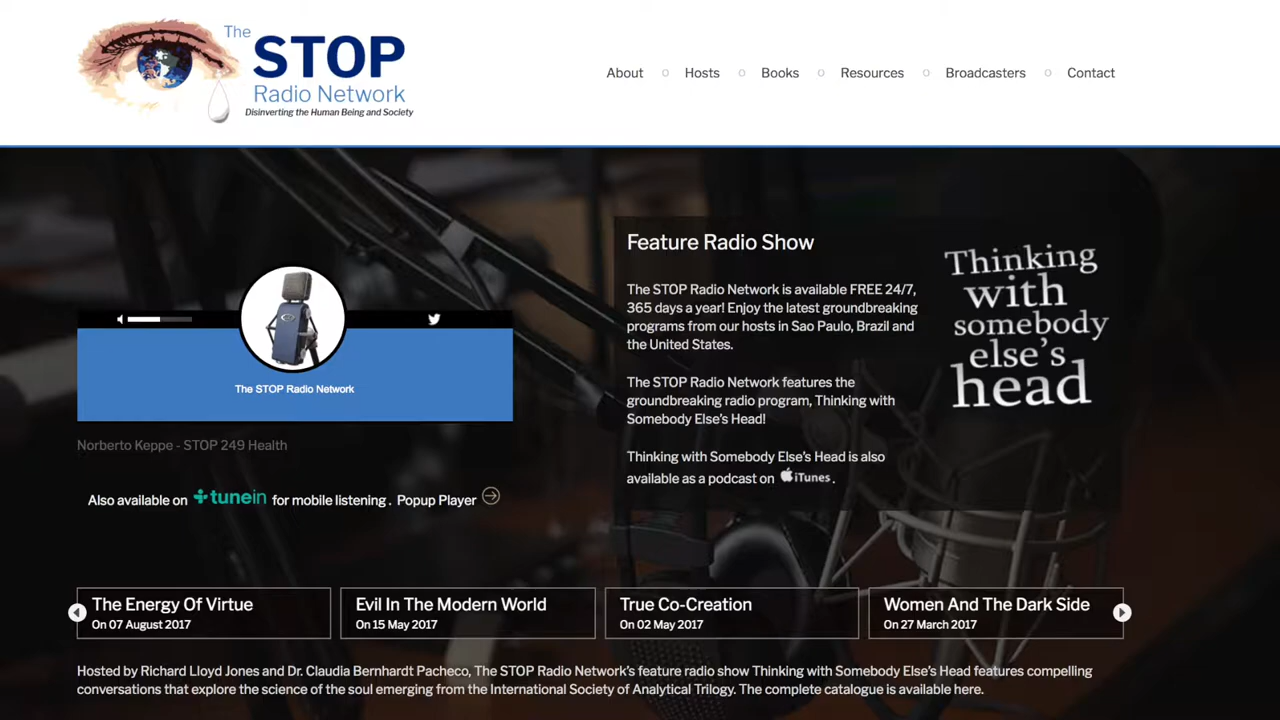 The
STOP
Radio Network
Disinverting the Human Being and Society
About
Hosts
Books
Resources
Broadcasters
Contact
Feature Radio Show
The STOP Radio Network is available FREE 24/7,
365 days a year! Enjoy the latest groundbreaking
programs from our hosts in Sao Paulo, Brazil and
the United States.
The STOP Radio Network features the
groundbreaking radio program, Thinking with
Somebody Else's Head!
Thinking with Somebody Else's Head is also
available as a podcast on iTunes.
Thinking
with
somebody
else's
head
The STOP Radio Network
Norberto Keppe - STOP 249 Health
Also available on tunein for mobile listening. Popup Player
The Energy Of Virtue
On 07 August 2017
Evil In The Modern World
On 15 May 2017
True Co-Creation
On 02 May 2017
Women And The Dark Side
On 27 March 2017
Hosted by Richard Lloyd Jones and Dr. Claudia Bernhardt Pacheco, The STOP Radio Network's feature radio show Thinking with Somebody Else's Head features compelling
conversations that explore the science of the soul emerging from the International Society of Analytical Trilogy. The complete catalogue is available here.